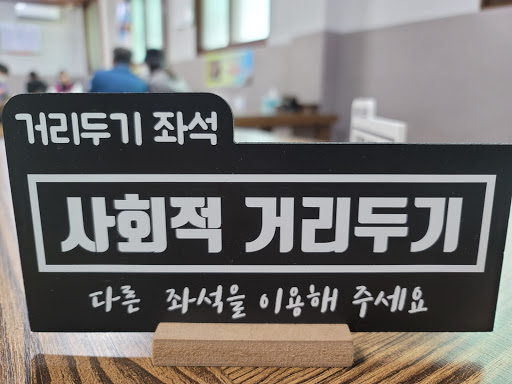 거리두기 좌석
사회적 거리두기
다른 좌석을 이용해 주세요